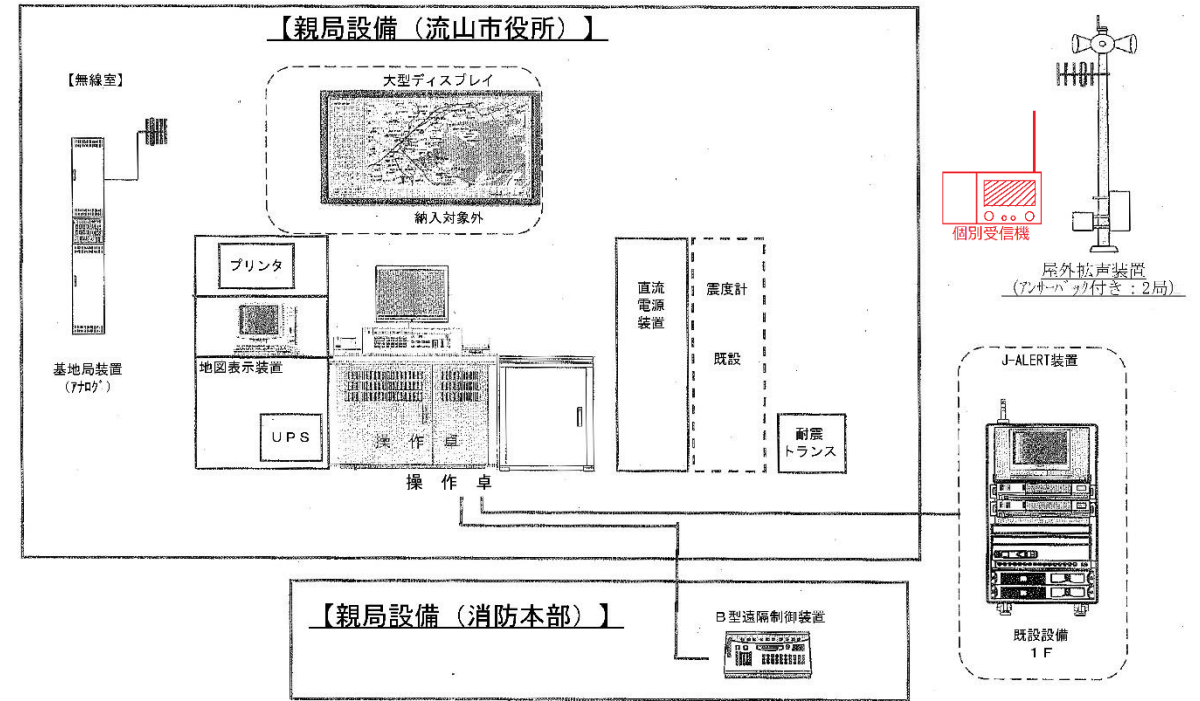 【親局設備（流山市役所）】
【無線室】
大型ディスプレイ
納入対象外
基地局装置
(アナログ)
プリンタ
地図表示装置
UPS
操作卓
操作卓
直流
電源
装置
震度計
既設
耐震
トランス
個別受信機
屋外拡声装置
(アンサーバック付き：2局)
J-ALERT装置
既設設備
1F
【親局設備（消防本部）】
B型遠隔制御装置